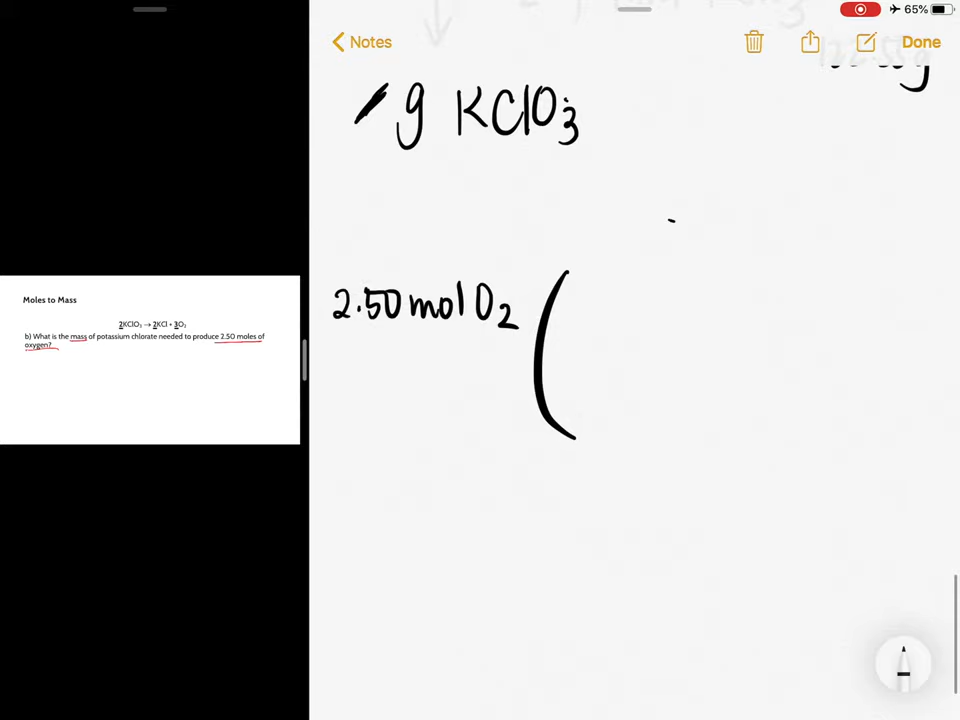 65%
Notes
Done
g KClO3
2.50 mol O2 (
Moles to Mass
2KClO₃ → 2KCl + 3O₂
b) What is the mass of potassium chlorate needed to produce 2.50 moles of
oxygen?